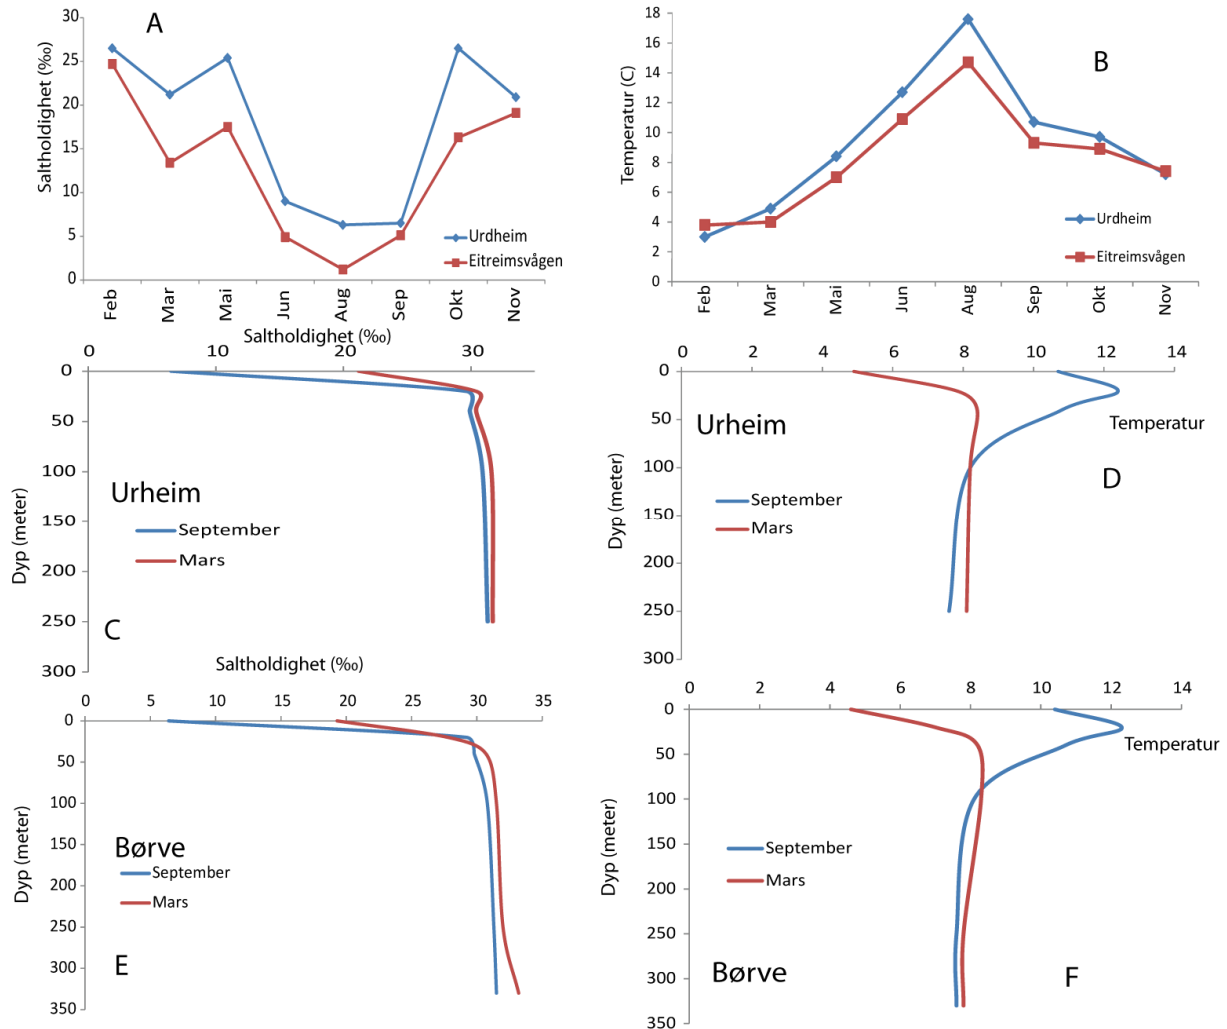 A
Saltholdighet (‰)
30
25
20
15
10
5
0
Feb
Mar
Mai
Jun
Aug
Sep
Okt
Nov
Urdheim
Eitreimsvågen
B
Temperatur (C)
18
16
14
12
10
8
6
4
2
0
Feb
Mar
Mai
Jun
Aug
Sep
Okt
Nov
Urdheim
Eitreimsvågen
Saltholdighet (‰)
0
10
20
30
0
50
100
150
200
250
300
Dyp (meter)
Urheim
September
Mars
C
0
2
4
6
8
10
12
14
0
50
100
150
200
250
300
Dyp (meter)
Urheim
Temperatur
D
September
Mars
Saltholdighet (‰)
0
5
10
15
20
25
30
35
0
50
100
150
200
250
300
350
Dyp (meter)
Børve
September
Mars
E
0
2
4
6
8
10
12
14
0
50
100
150
200
250
300
350
Dyp (meter)
Temperatur
September
Mars
Børve
F